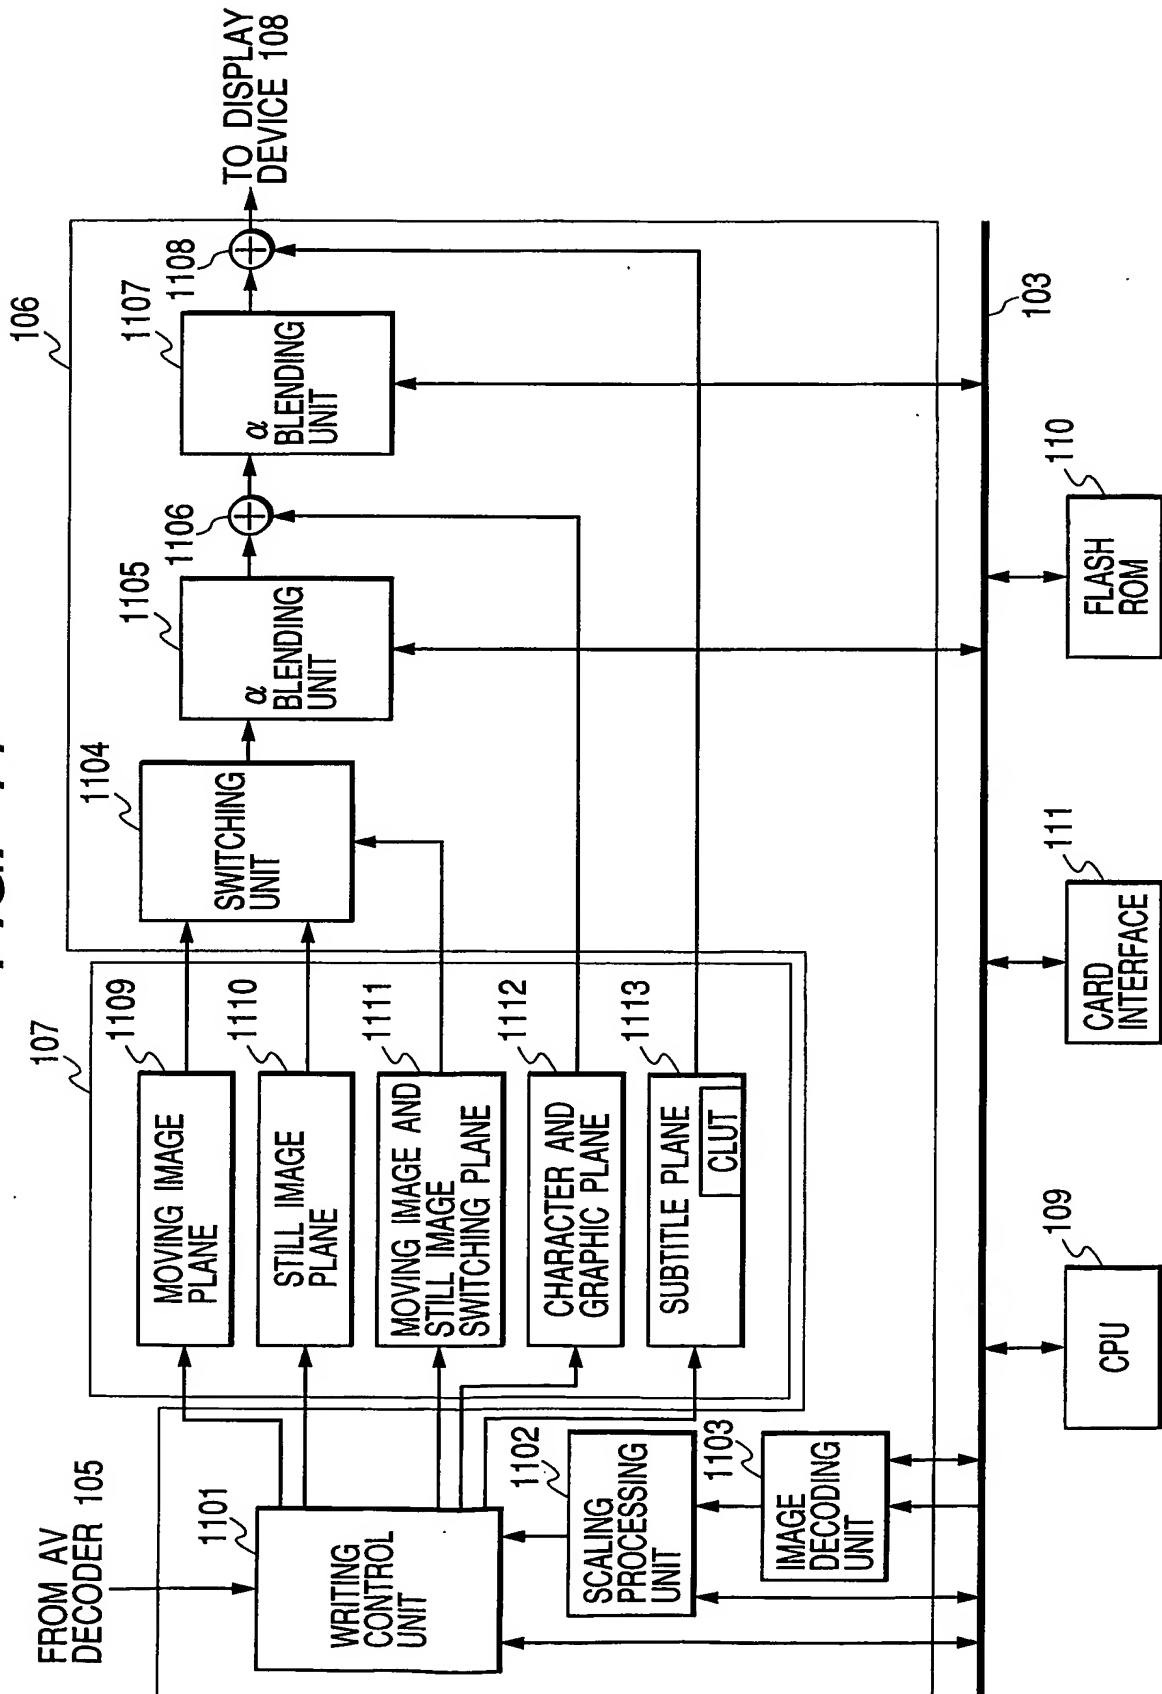 FROM AV
DECODER 105
1101
WRITING
CONTROL
UNIT
1102
SCALING
PROCESSING
UNIT
1103
IMAGE
DECODING
UNIT
107
1109
MOVING IMAGE
PLANE
1110
STILL IMAGE
PLANE
1111
MOVING IMAGE AND
STILL IMAGE
SWITCHING PLANE
1112
CHARACTER AND
GRAPHIC PLANE
1113
SUBTITLE PLANE
CLUT
106
1104
SWITCHING
UNIT
1105
α
BLENDING
UNIT
1106
1107
α
BLENDING
UNIT
1108
TO DISPLAY
DEVICE 108
103
109
CPU
111
CARD
INTERFACE
110
FLASH
ROM